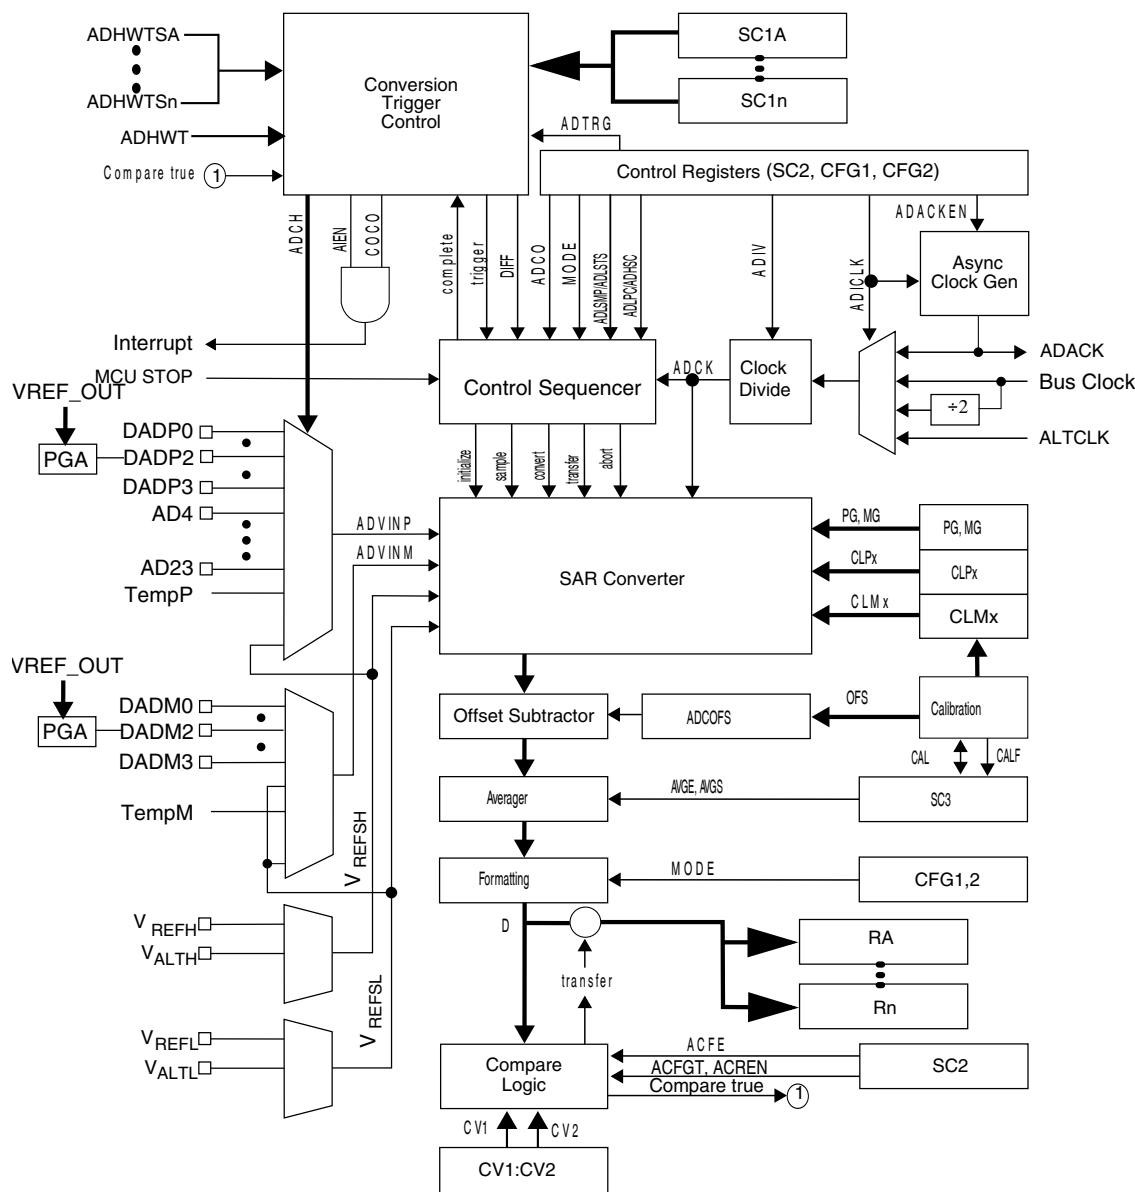 ADHWTSA
ADHWTSn
ADHWT
Compare true 1
Conversion
Trigger
Control
SC1A
SC1n
ADTRG
Control Registers (SC2, CFG1, CFG2)
ADCH
AIEN
COCO
complete
trigger
DIFF
ADCO
MODE
ADLSMP/ADLSTS
ADLPC/ADHSC
ADIV
ADICLK
ADACKEN
Async
Clock Gen
Interrupt
MCU STOP
Control Sequencer
ADCK
Clock
Divide
ADACK
Bus Clock
÷2
ALTCLK
VREF_OUT
PGA
DADP0
DADP2
DADP3
AD4
AD23
TempP
initialize
sample
convert
transfer
abort
ADVINP
ADVINM
SAR Converter
PG, MG
PG, MG
CLPx
CLPx
CLMx
CLMx
VREF_OUT
PGA
DADM0
DADM2
DADM3
TempM
Offset Subtractor
ADCOFS
OFS
Calibration
CAL
CALF
Averager
AVGE, AVGS
SC3
Formatting
MODE
CFG1,2
V REFSH
V REFH
VALTH
V REFSL
VREFL
VALTL
D
transfer
RA
Rn
Compare
Logic
ACFE
ACFGT, ACREN
Compare true
1
SC2
CV1
CV2
CV1:CV2